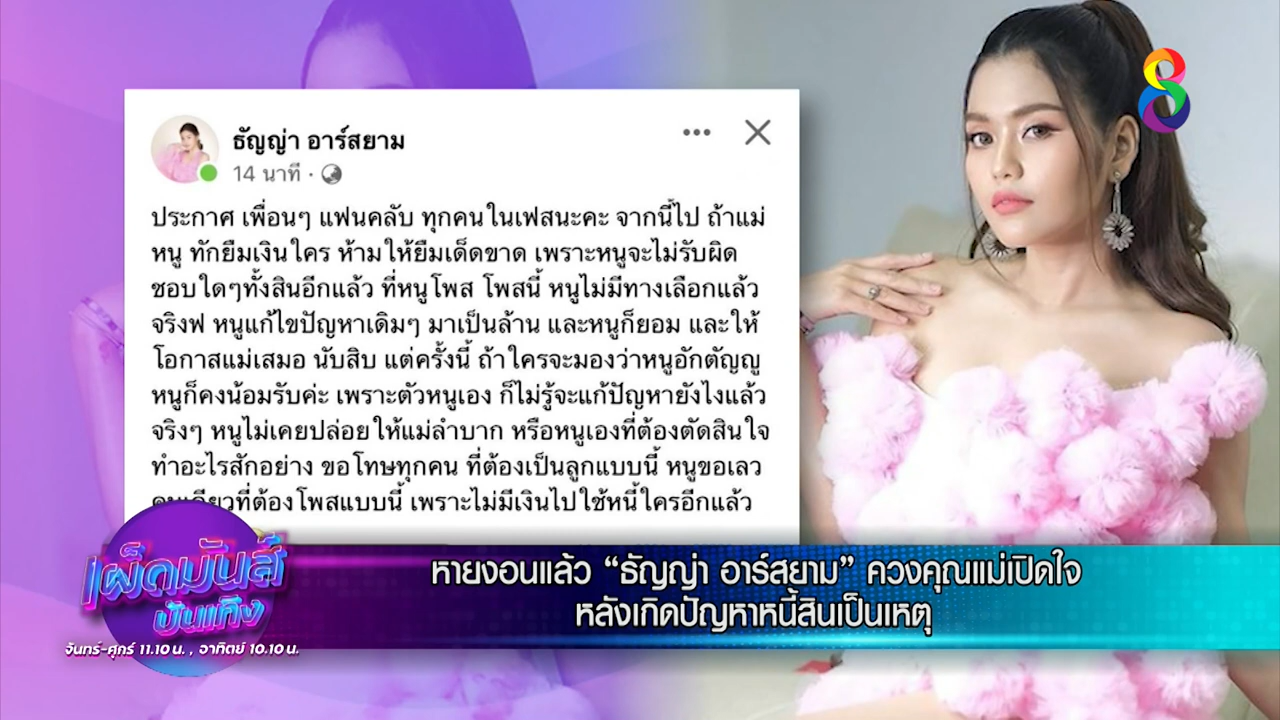 8
ธัญญ่า อาร์สยาม
14 นาที ·
ประกาศ เพื่อนๆ แฟนคลับ ทุกคนในเฟสนะคะ จากนี้ไป ถ้าแม่
หนู ทักยืมเงินใคร ห้ามให้ยืมเด็ดขาด เพราะหนูจะไม่รับผิด
ชอบใดๆทั้งสินอีกแล้ว ที่หนูโพส โพสนี้ หนูไม่มีทางเลือกแล้ว
จริงฟ หนูแก้ไขปัญหาเดิมๆ มาเป็นล้าน และหนูก็ยอม และให้
โอกาสแม่เสมอ นับสิบ แต่ครั้งนี้ ถ้าใครจะมองว่าหนูอักตัญญู
หนูก็คงน้อมรับค่ะ เพราะตัวหนูเอง ก็ไม่รู้จะแก้ปัญหายังไงแล้ว
จริงๆ หนูไม่เคยปล่อยให้แม่ลำบาก หรือหนูเองที่ต้องตัดสินใจ
ทำอะไรสักอย่าง ขอโทษทุกคน ที่ต้องเป็นลูกแบบนี้ หนูขอเลว
คนเดียวที่ต้องโพสแบบนี้ เพราะไม่มีเงินไปใช้หนี้ใครอีกแล้ว
เผ็ดมันส์
บันเทิง
จันทร์-ศุกร์ 11.10 น. , อาทิตย์ 10.10 น.
หายงอนแล้ว “ธัญญ่า อาร์สยาม” ควงคุณแม่เปิดใจ
หลังเกิดปัญหาหนี้สินเป็นเหตุ